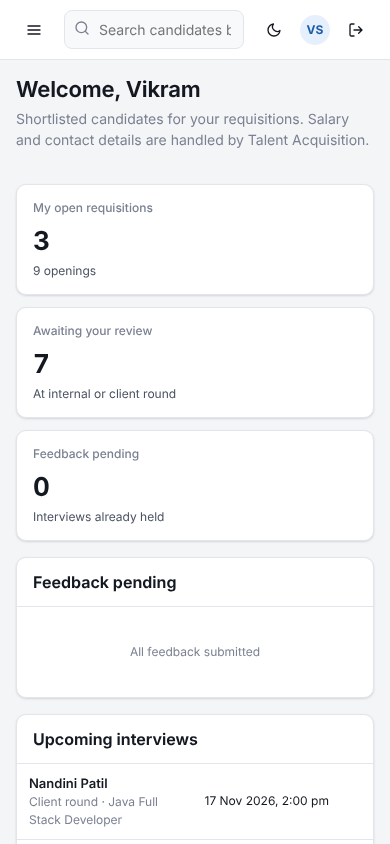 Search candidates b
VS
Welcome, Vikram
Shortlisted candidates for your requisitions. Salary
and contact details are handled by Talent Acquisition.
My open requisitions
3
9 openings
Awaiting your review
7
At internal or client round
Feedback pending
0
Interviews already held
Feedback pending
All feedback submitted
Upcoming interviews
Nandini Patil
Client round · Java Full
Stack Developer
17 Nov 2026, 2:00 pm